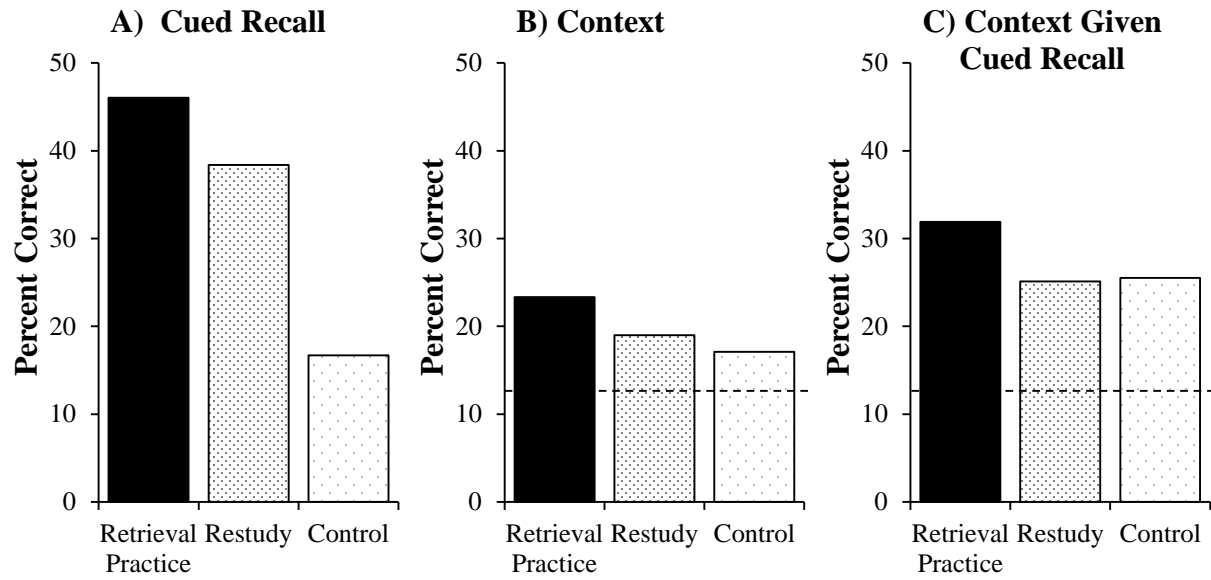 A) Cued Recall
Percent Correct
50
40
30
20
10
0
Retrieval Practice
Restudy
Control
B) Context
Percent Correct
50
40
30
20
10
0
Retrieval Practice
Restudy
Control
C) Context Given
Cued Recall
Percent Correct
50
40
30
20
10
0
Retrieval Practice
Restudy
Control